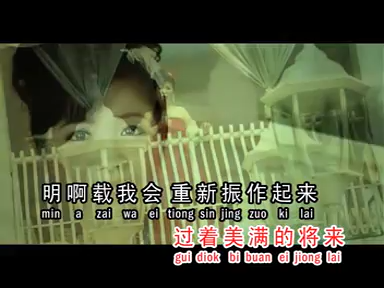 明啊载我会重新振作起来
min a zai wa ei tiong sin jing zuo ki lai
过着美满的将来
gui diok bi buan ei jiong lai